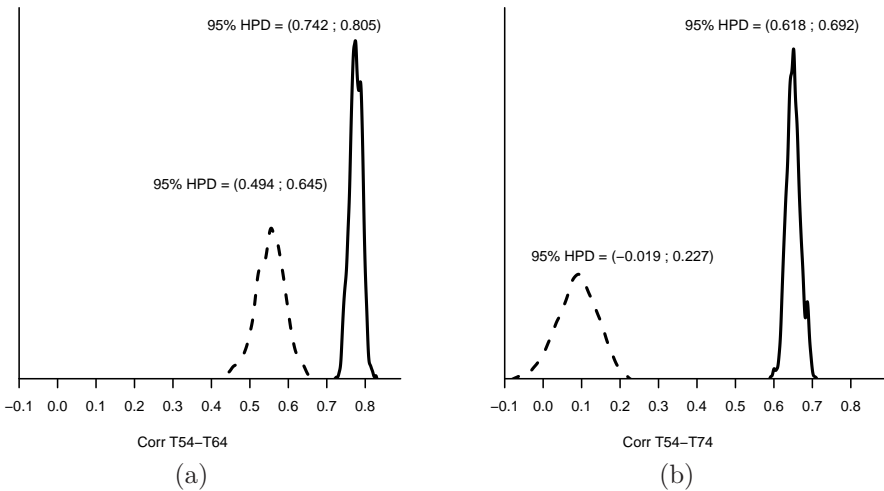 95% HPD = (0.742 ; 0.805)
95% HPD = (0.494 ; 0.645)
−0.1 0.0 0.1 0.2 0.3 0.4 0.5 0.6 0.7 0.8
Corr T54−T64
(a)
95% HPD = (0.618 ; 0.692)
95% HPD = (−0.019 ; 0.227)
−0.1 0.0 0.1 0.2 0.3 0.4 0.5 0.6 0.7 0.8
Corr T54−T74
(b)